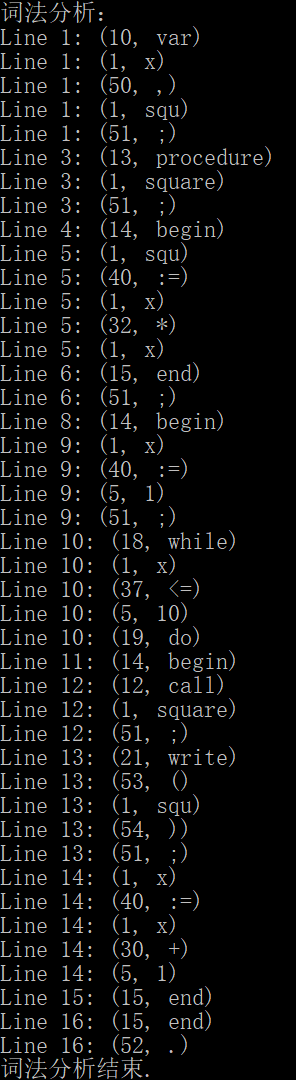 词法分析:
Line 1: (10, var)
Line 1: (1, x)
Line 1: (50, ,)
Line 1: (1, squ)
Line 1: (51, ;)
Line 3: (13, procedure)
Line 3: (1, square)
Line 3: (51, ;)
Line 4: (14, begin)
Line 5: (1, squ)
Line 5: (40, :=)
Line 5: (1, x)
Line 5: (32, *)
Line 5: (1, x)
Line 6: (15, end)
Line 6: (51, ;)
Line 8: (14, begin)
Line 9: (1, x)
Line 9: (40, :=)
Line 9: (5, 1)
Line 9: (51, ;)
Line 10: (18, while)
Line 10: (1, x)
Line 10: (37, <=)
Line 10: (5, 10)
Line 10: (19, do)
Line 11: (14, begin)
Line 12: (12, call)
Line 12: (1, square)
Line 12: (51, ;)
Line 13: (21, write)
Line 13: (53, ()
Line 13: (1, squ)
Line 13: (54, ))
Line 13: (51, ;)
Line 14: (1, x)
Line 14: (40, :=)
Line 14: (1, x)
Line 14: (30, +)
Line 14: (5, 1)
Line 15: (15, end)
Line 16: (15, end)
Line 16: (52, .)
词法分析结束.